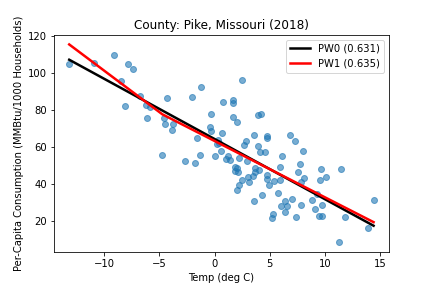 County: Pike, Missouri (2018)
Per-Capita Consumption (MMBtu/1000 Households)
120
100
80
60
40
20
PW0 (0.631)
PW1 (0.635)
−10 −5 0 5 10 15
Temp (deg C)